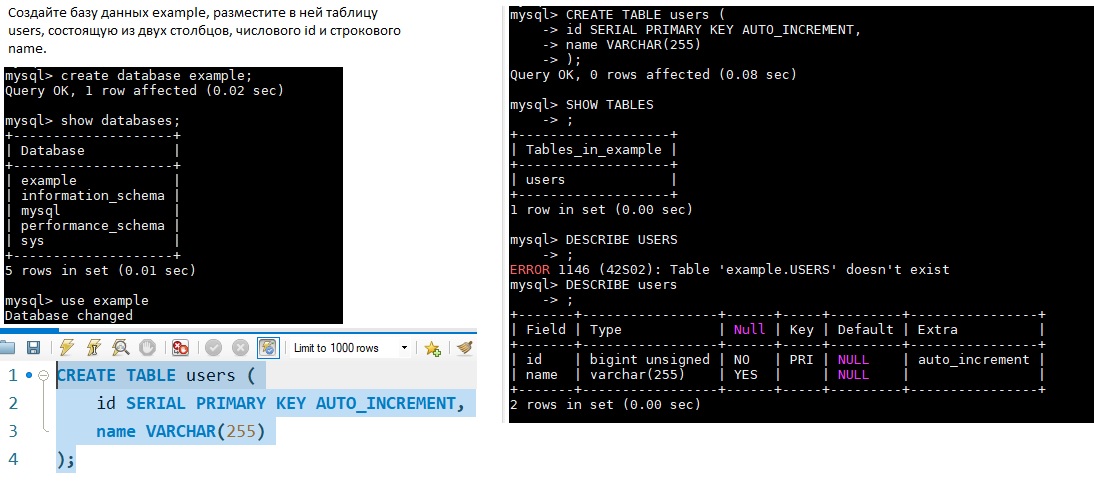 Создайте базу данных example, разместите в ней таблицу
users, состоящую из двух столбцов, числового id и строкового
name.
mysql> create database example;
Query OK, 1 row affected (0.02 sec)
mysql> show databases;
+--------------------+
| Database           |
+--------------------+
| example            |
| information_schema |
| mysql              |
| performance_schema |
| sys                |
+--------------------+
5 rows in set (0.01 sec)
mysql> use example
Database changed
Limit to 1000 rows
1 CREATE TABLE users (
2     id SERIAL PRIMARY KEY AUTO_INCREMENT,
3     name VARCHAR(255)
4 );
mysql> CREATE TABLE users (
    -> id SERIAL PRIMARY KEY AUTO_INCREMENT,
    -> name VARCHAR(255)
    -> );
Query OK, 0 rows affected (0.08 sec)
mysql> SHOW TABLES
    -> ;
+-------------------+
| Tables_in_example |
+-------------------+
| users             |
+-------------------+
1 row in set (0.00 sec)
mysql> DESCRIBE USERS
    -> ;
ERROR 1146 (42S02): Table 'example.USERS' doesn't exist
mysql> DESCRIBE users
    -> ;
+-------+-----------------+------+-----+---------+----------------+
| Field | Type            | Null | Key | Default | Extra          |
+-------+-----------------+------+-----+---------+----------------+
| id    | bigint unsigned | NO   | PRI | NULL    | auto_increment |
| name  | varchar(255)    | YES  |     | NULL    |                |
+-------+-----------------+------+-----+---------+----------------+
2 rows in set (0.00 sec)